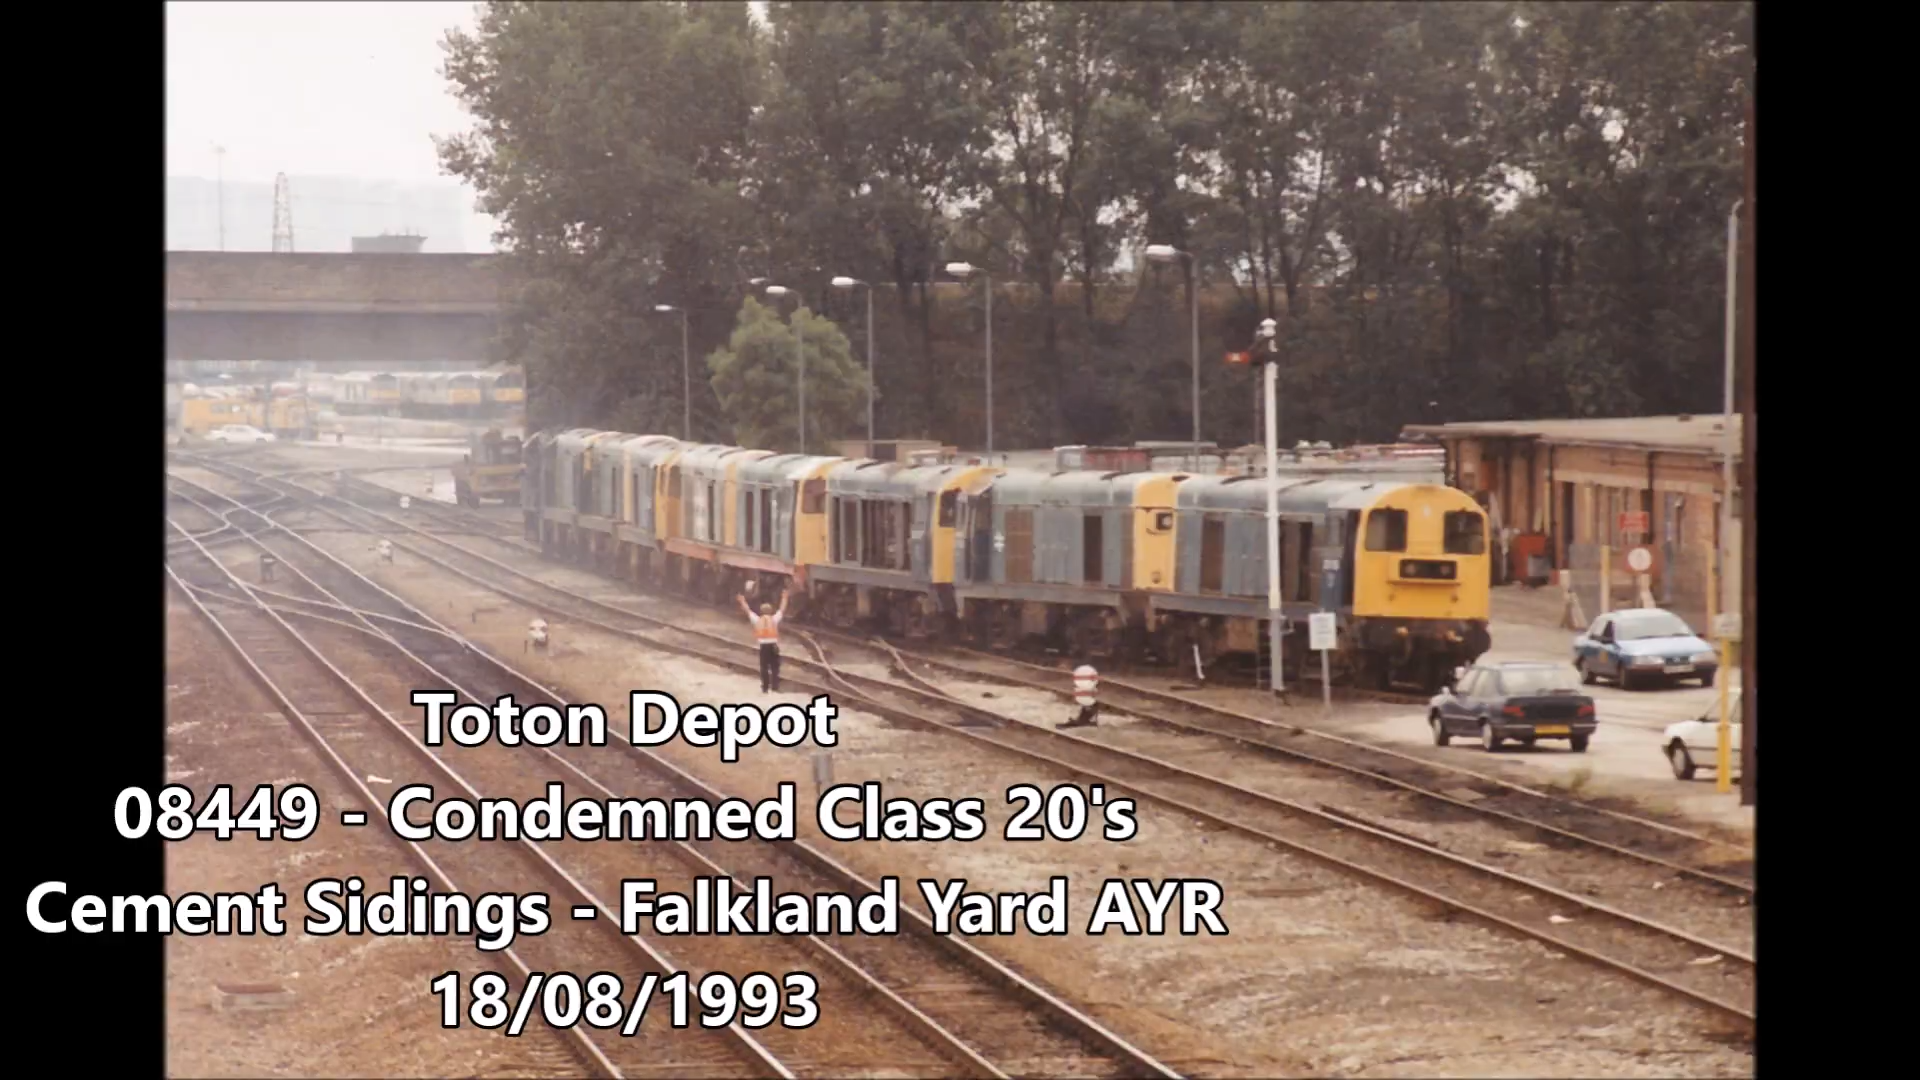 Toton Depot
08449 - Condemned Class 20's
Cement Sidings - Falkland Yard AYR
18/08/1993